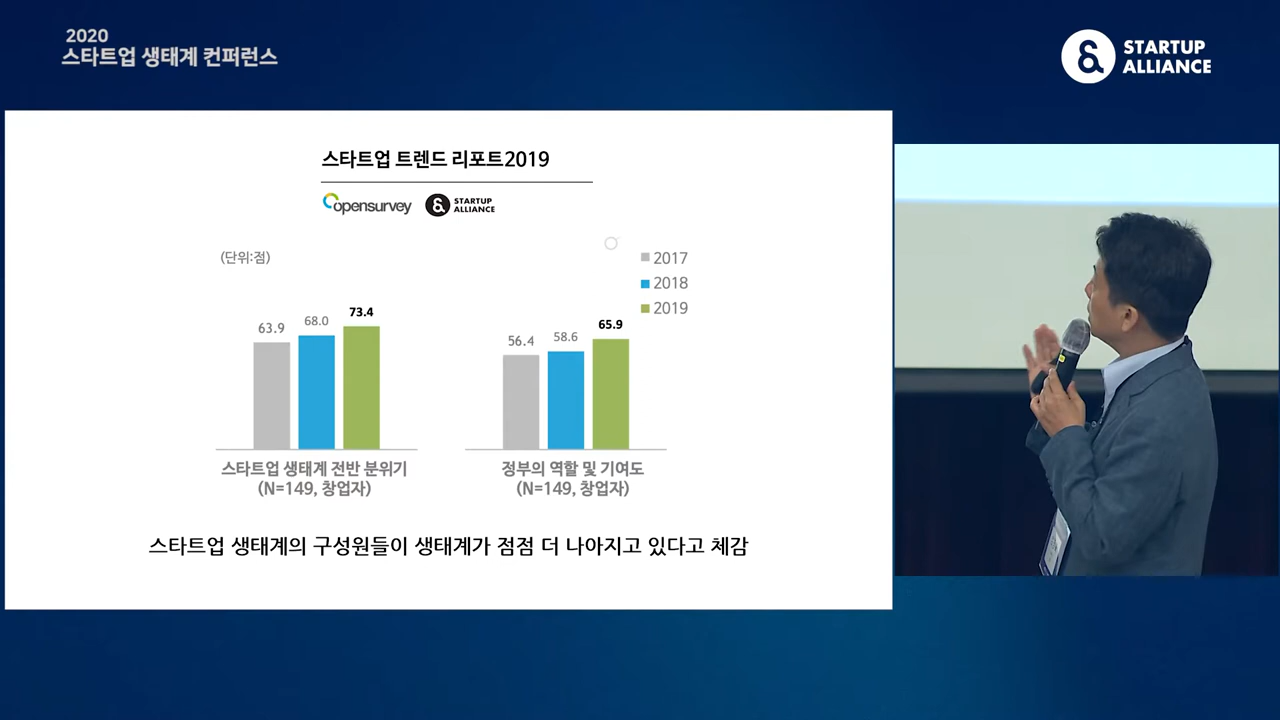 2020
스타트업 생태계 컨퍼런스
STARTUP
ALLIANCE
스타트업 트렌드 리포트2019
opensurvey
STARTUP
ALLIANCE
(단위:점)
2017
2018
2019
63.9
68.0
73.4
56.4
58.6
65.9
스타트업 생태계 전반 분위기
(N=149, 창업자)
정부의 역할 및 기여도
(N=149, 창업자)
스타트업 생태계의 구성원들이 생태계가 점점 더 나아지고 있다고 체감